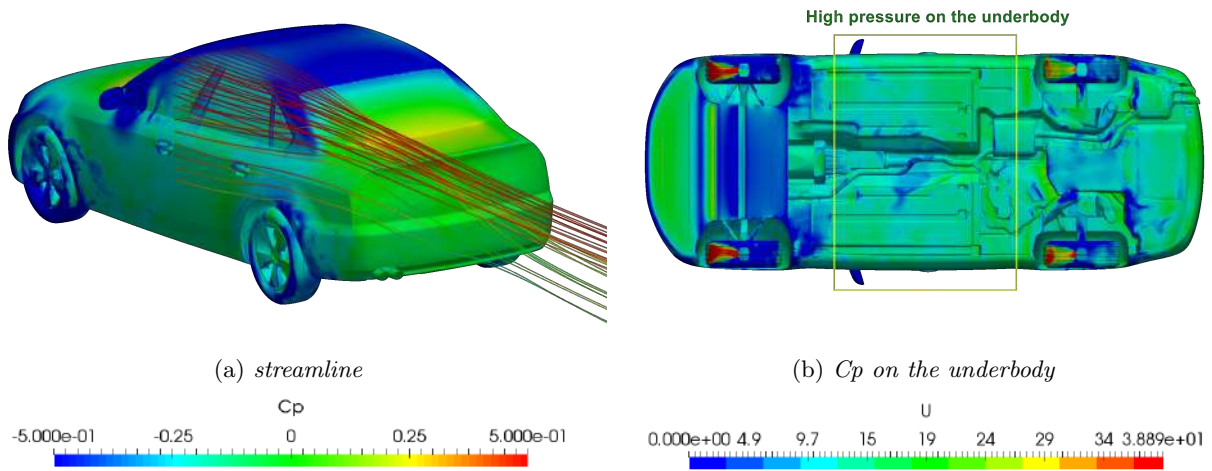 High pressure on the underbody
(a) streamline
(b) Cp on the underbody
Cp
-5.000e-01 -0.25 0 0.25 5.000e-01
U
0.000e+00 4.9 9.7 15 19 24 29 34 3.889e+01